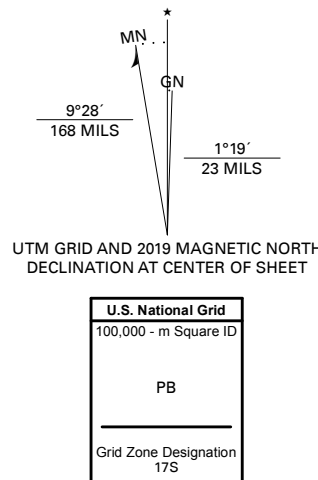 ★
MN
GN
9°28´
168 MILS
1°19´
23 MILS
UTM GRID AND 2019 MAGNETIC NORTH
DECLINATION AT CENTER OF SHEET
U.S. National Grid
100,000 - m Square ID
PB
Grid Zone Designation
17S